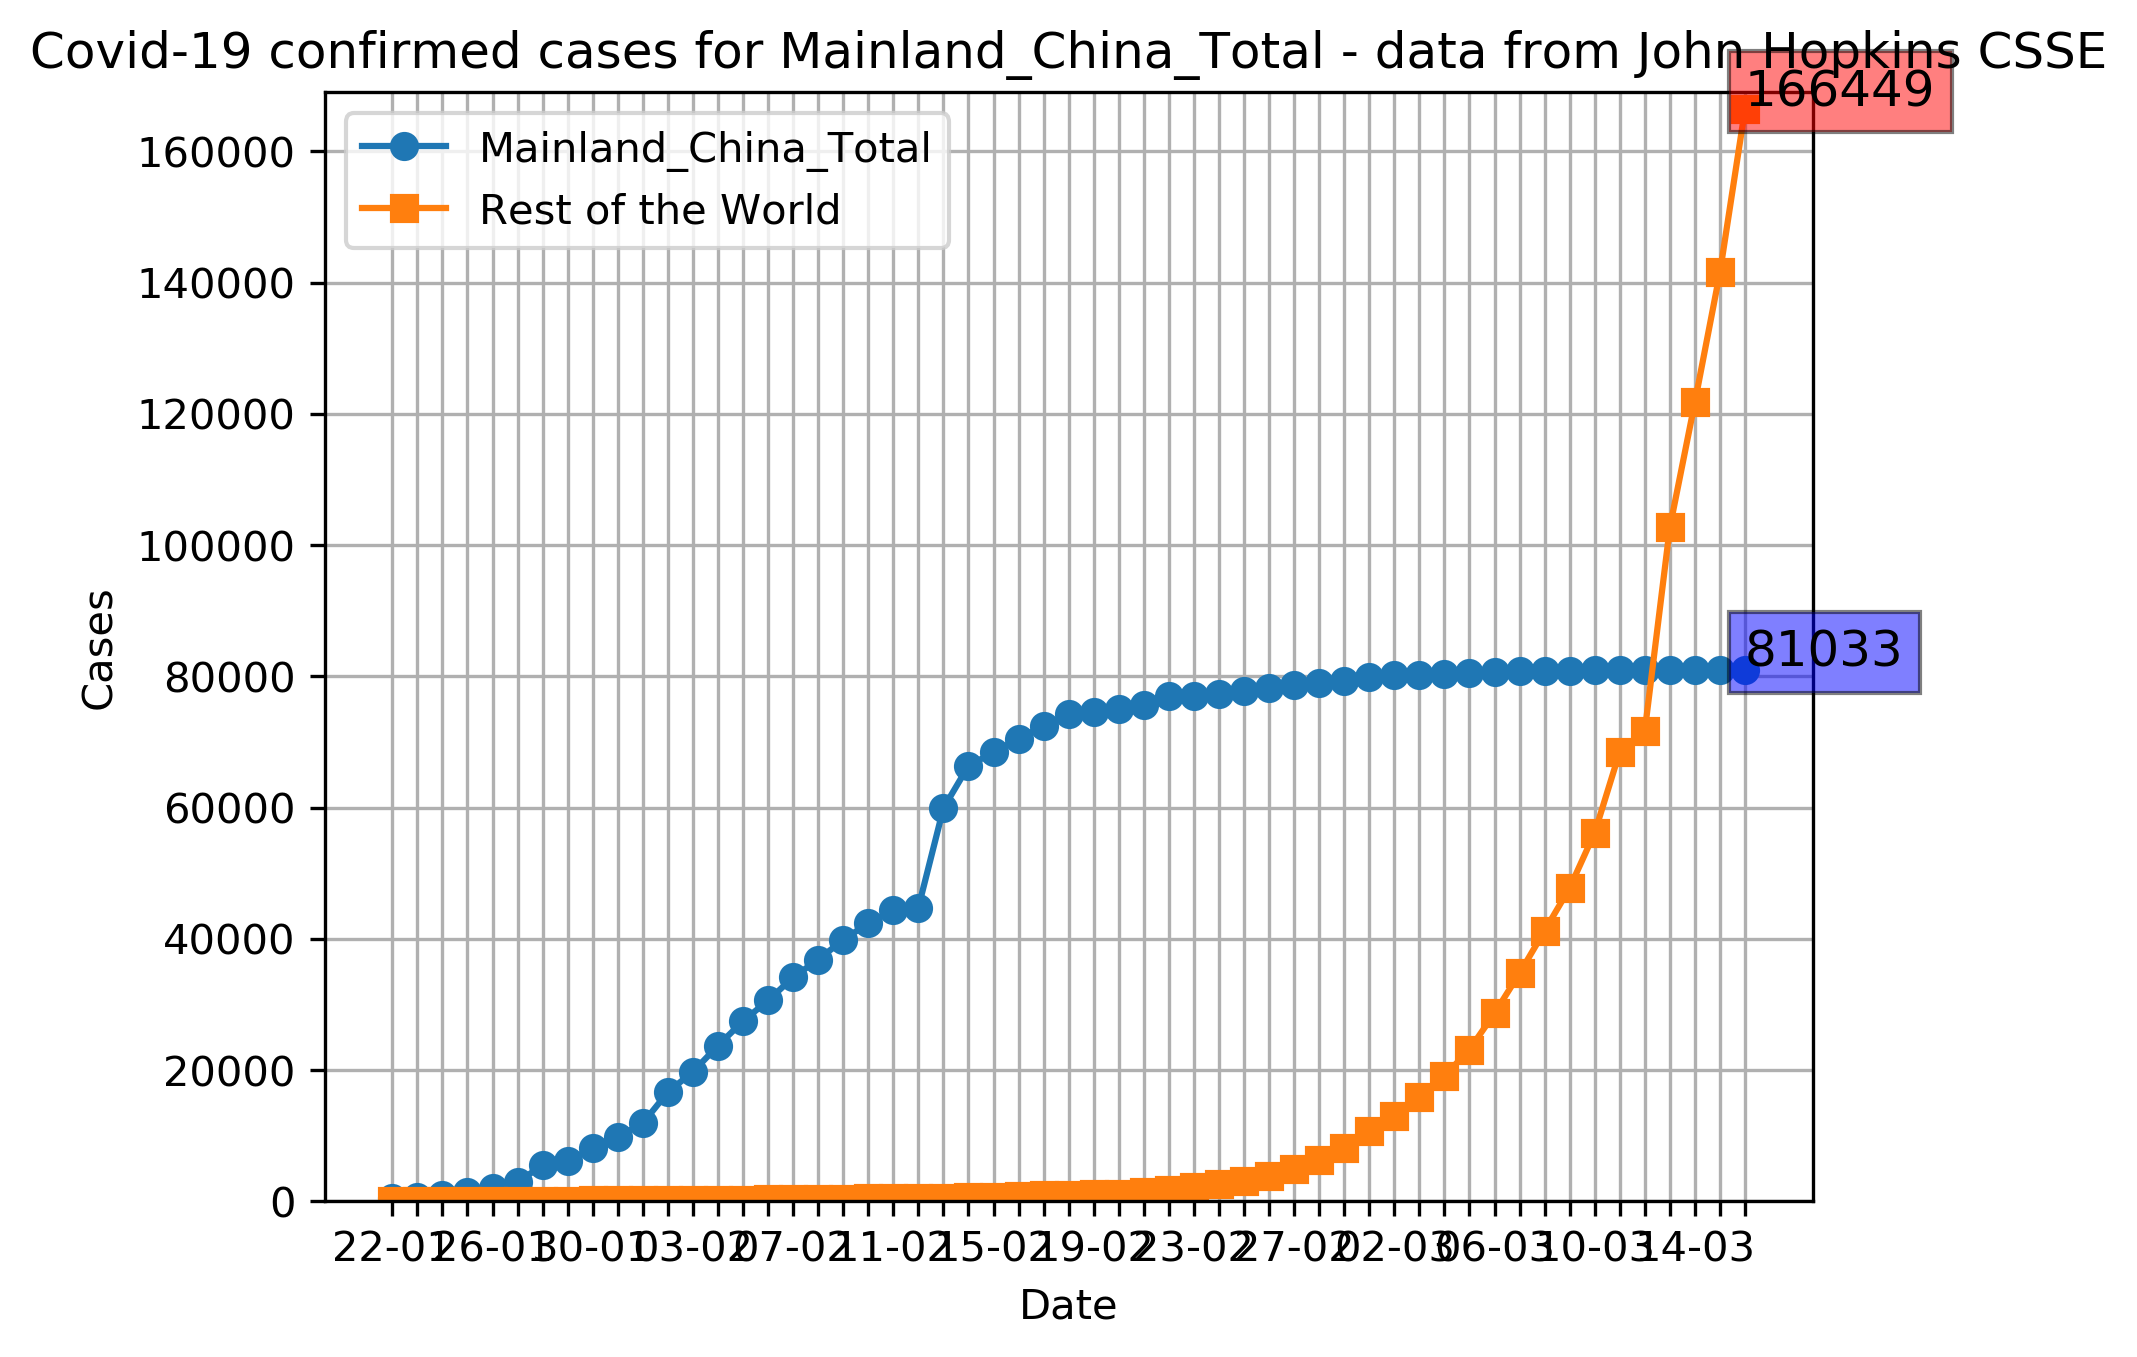 Covid-19 confirmed cases for Mainland_China_Total - data from John Hopkins CSSE
166449
Mainland_China_Total
Rest of the World
160000
140000
120000
100000
80000
60000
40000
20000
0
81033
Cases
22-01 26-01 30-01 03-02 07-02 11-02 15-02 19-02 23-02 27-02 02-03 06-03 10-03 14-03
Date